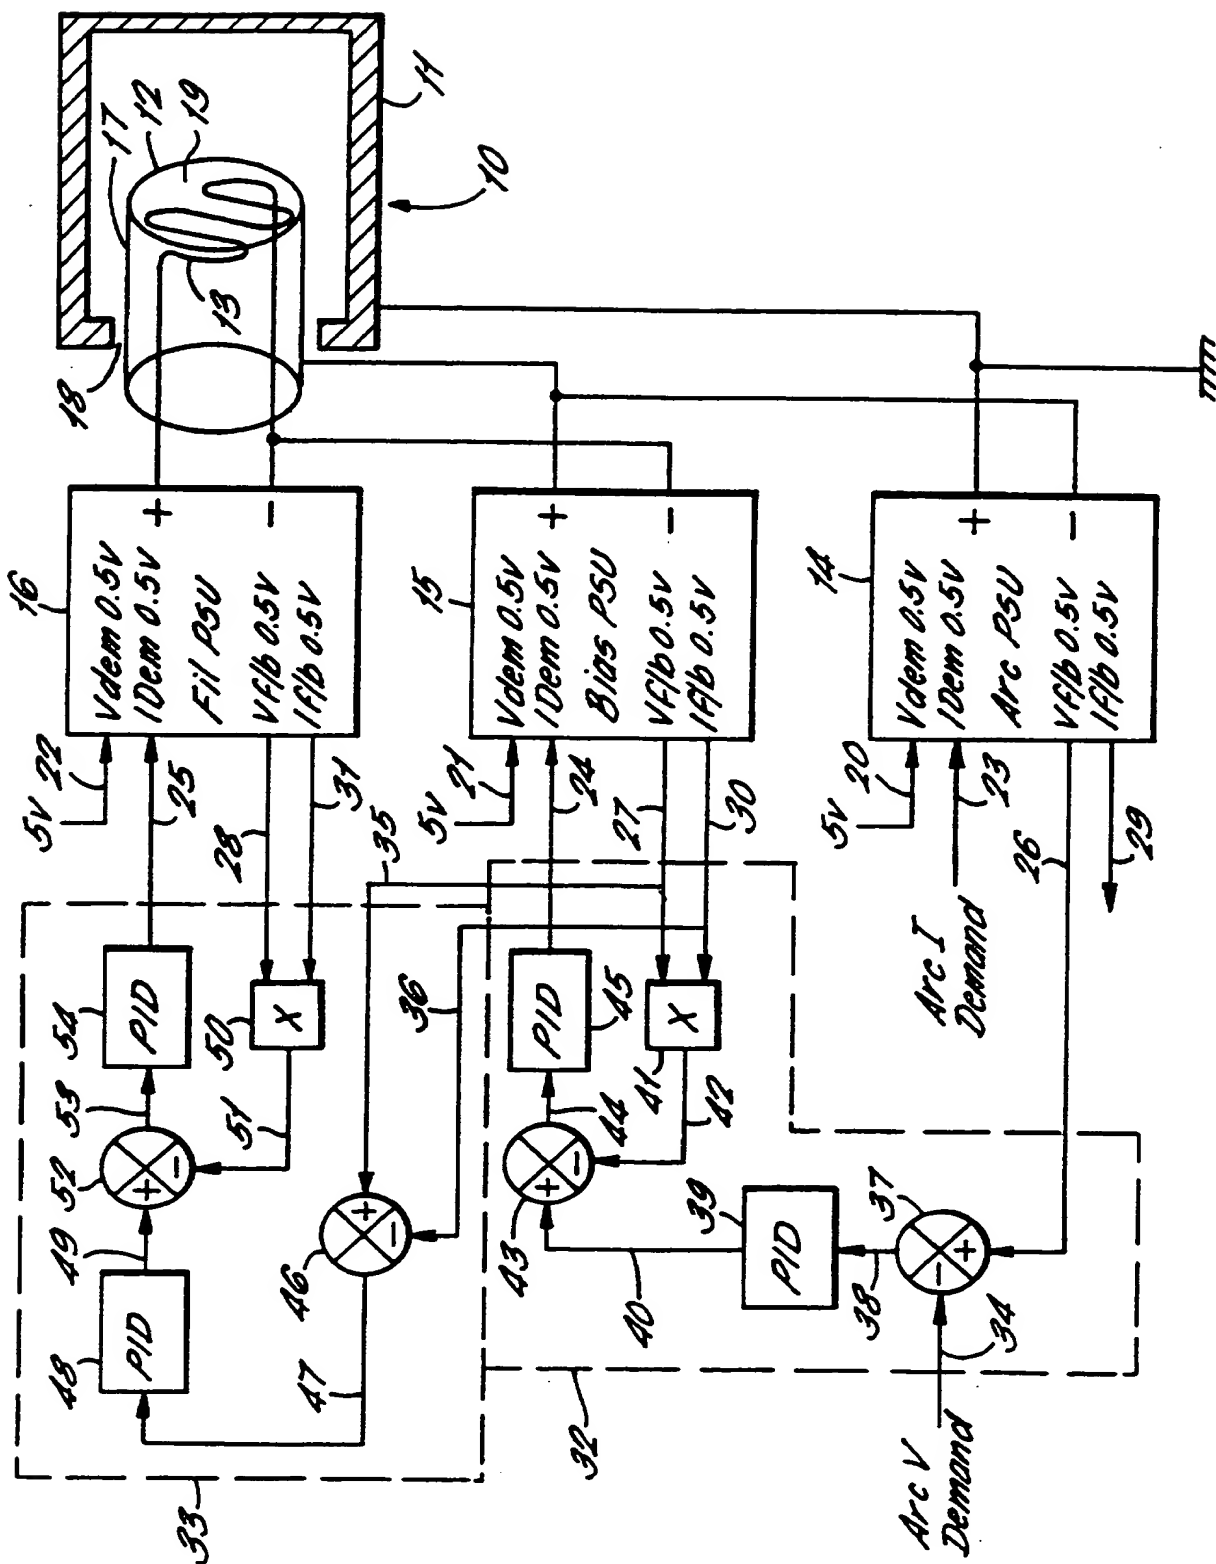 17
12
19
11
10
13
18
16
Vdem 0.5V
IDem 0.5V
Fil PSU
Vf/b 0.5V
If/b 0.5V
+
-
15
Vdem 0.5V
IDem 0.5V
Bias PSU
Vf/b 0.5V
If/b 0.5V
+
-
14
Vdem 0.5V
IDem 0.5V
Arc PSU
Vf/b 0.5V
If/b 0.5V
+
-
5V
22
25
28
31
35
5V
21
24
27
30
5V
20
23
26
29
Arc I
Demand
54
PID
50
X
53
51
52
+
-
49
48
PID
46
+
-
47
36
33
PID
45
X
41
42
44
43
+
-
39
PID
40
38
37
-
+
34
32
Arc V
Demand